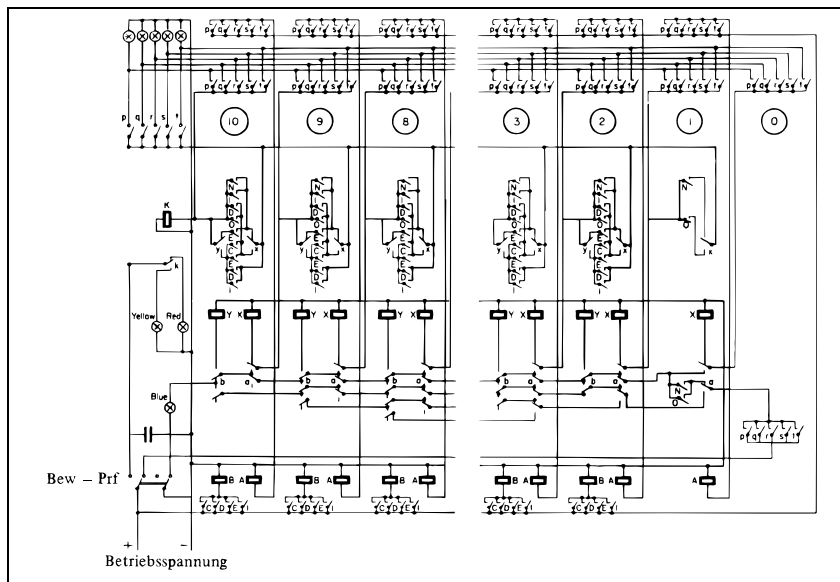 p q r s t p q r s t p q r s t p q r s t p q r s t p q r s t
p q r s t p q r s t p q r s t p q r s t p q r s t p q r s t p q r s t
p q r s t 10 9 8 3 2 1 0
N N N N N N
I I I I I
D D D D D
K O O O O O O
y E x y E x y E x y E x y E x x
C C C C C
E E E E E
D D D D D
I I I I I
k
Yellow Red Y X Y X Y X Y X Y X X
b a b a b a b a b a N a
Blue O
p q r s t
Bew – Prf B A B A B A B A B A A
C D E I C D E I C D E I C D E I C D E I
+ -
Betriebsspannung